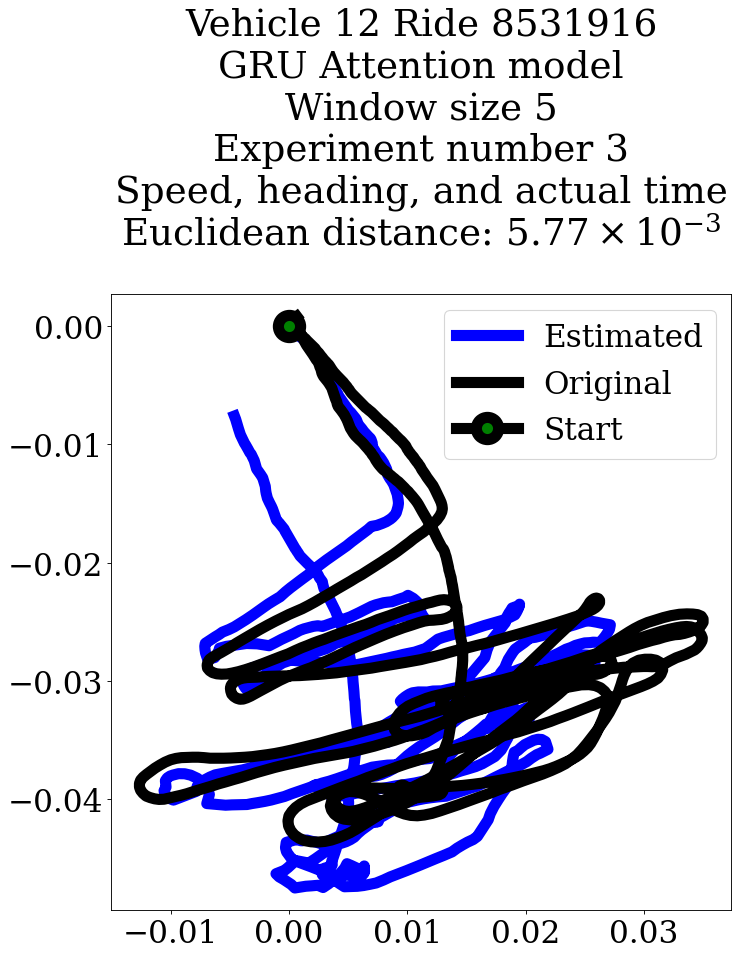 Vehicle 12 Ride 8531916
GRU Attention model
Window size 5
Experiment number 3
Speed, heading, and actual time
Euclidean distance: 5.77 × 10⁻³
Estimated
Original
Start
0.00
−0.01
−0.02
−0.03
−0.04
−0.01 0.00 0.01 0.02 0.03